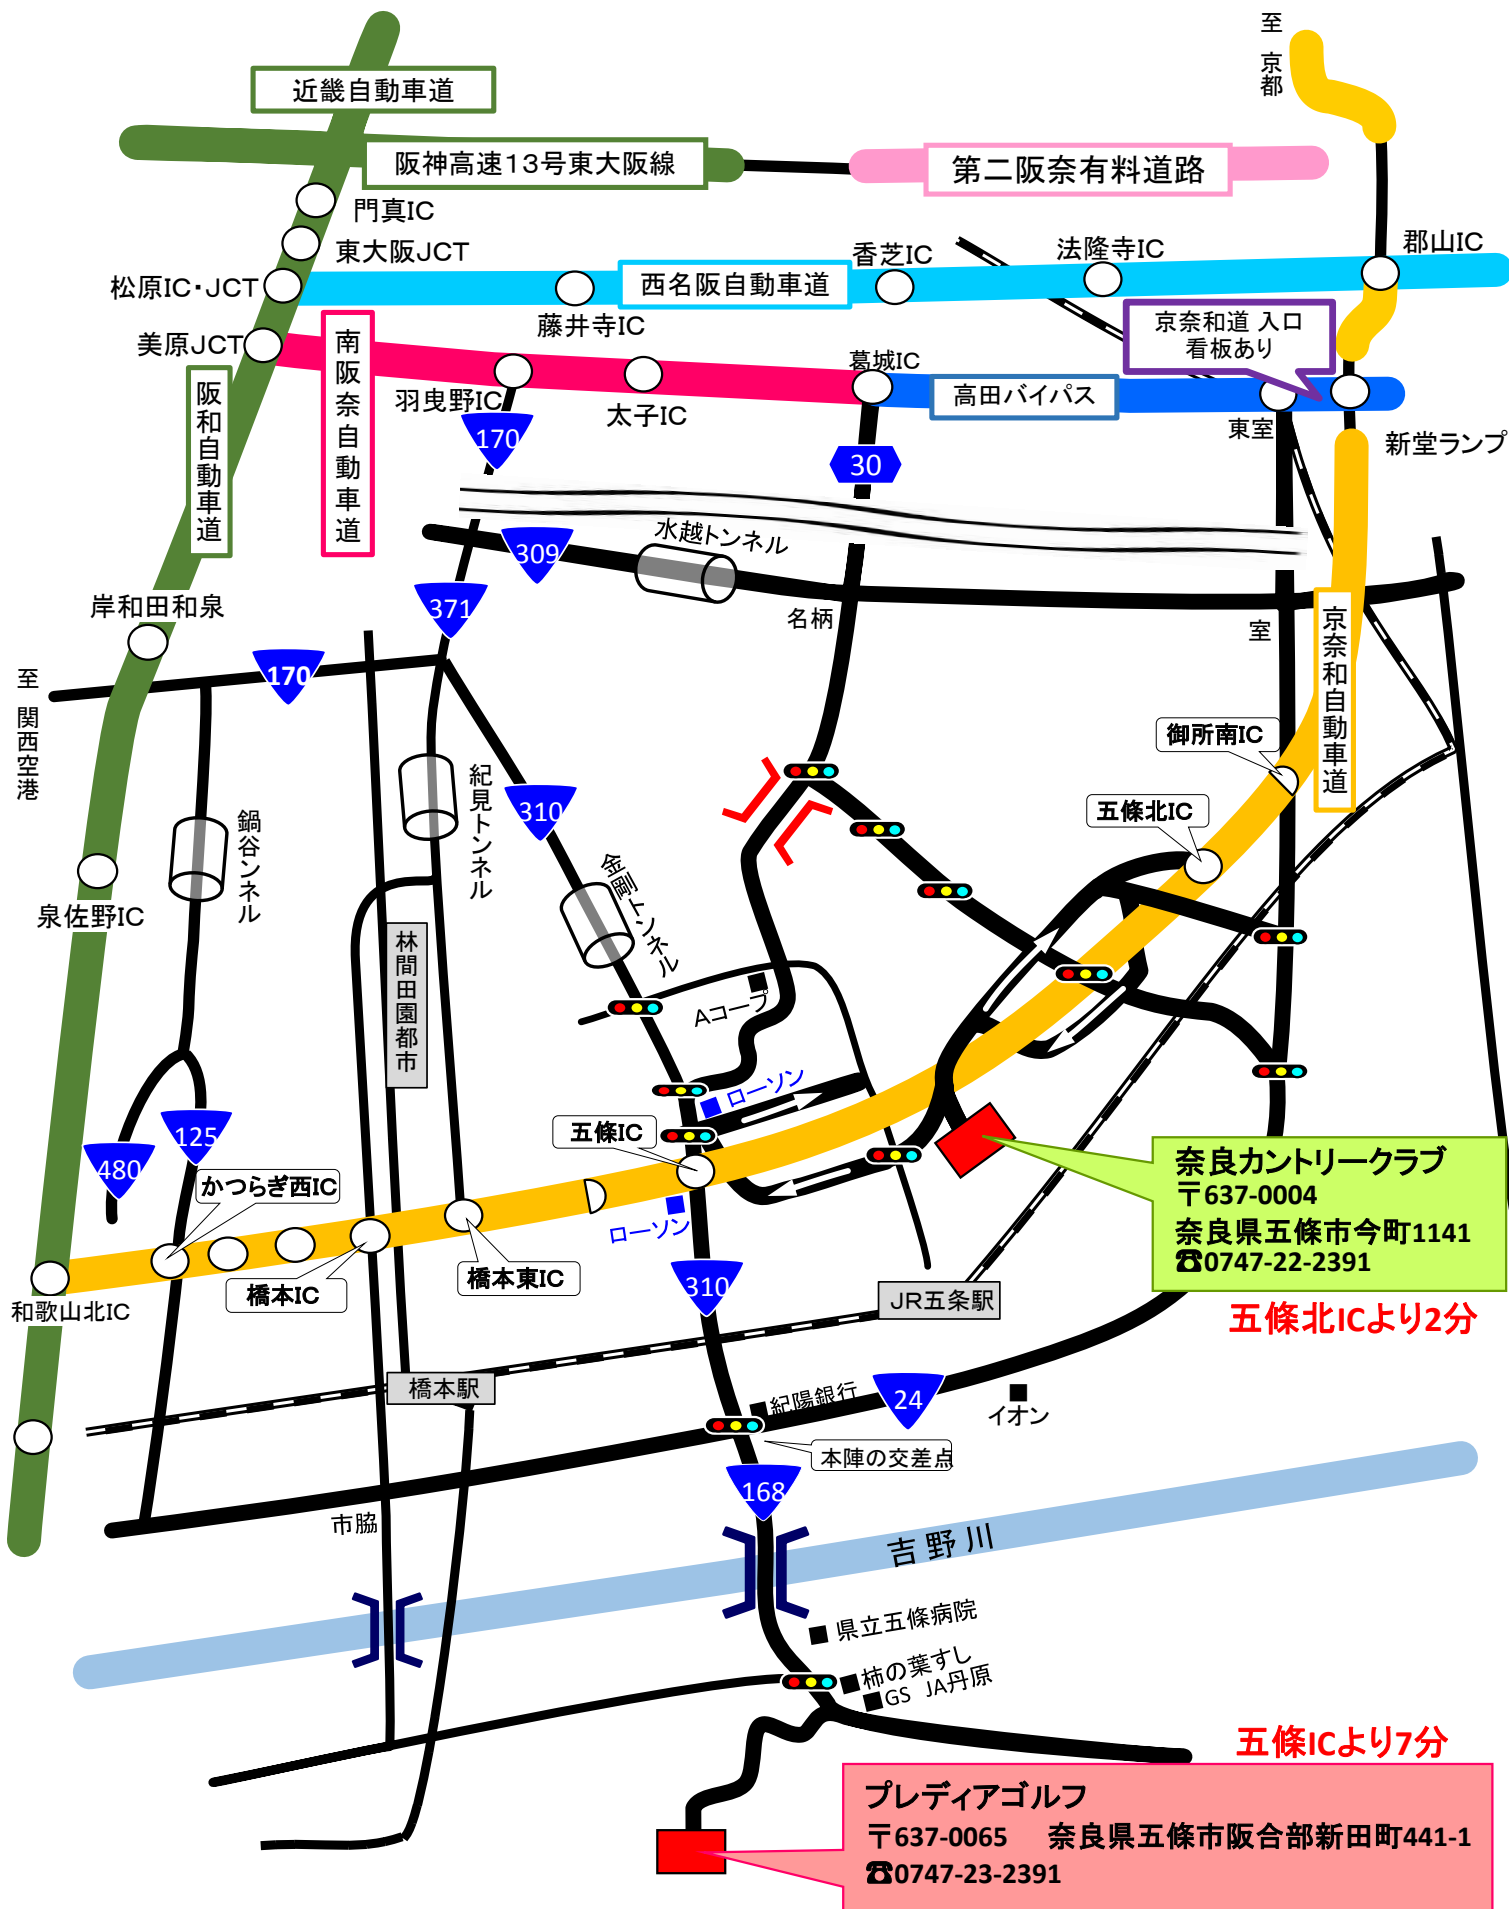 至 京都
近畿自動車道
阪神高速13号東大阪線
第二阪奈有料道路
門真IC
東大阪JCT
松原IC・JCT
藤井寺IC
西名阪自動車道
香芝IC
法隆寺IC
郡山IC
美原JCT
南阪奈自動車道
羽曳野IC
太子IC
葛城IC
高田バイパス
京奈和道 入口
看板あり
東室
新堂ランプ
阪和自動車道
170
30
309
水越トンネル
371
名柄
室
京奈和自動車道
岸和田和泉
170
至 関西空港
御所南IC
五條北IC
紀見トンネル
310
鍋谷ンネル
金剛トンネル
泉佐野IC
林間田園都市
Aコープ
ローソン
五條IC
125
480
かつらぎ西IC
ローソン
橋本東IC
橋本IC
和歌山北IC
310
JR五条駅
奈良カントリークラブ
〒637-0004
奈良県五條市今町1141
☎0747-22-2391
五條北ICより2分
橋本駅
紀陽銀行
24
イオン
本陣の交差点
168
市脇
吉野川
県立五條病院
柿の葉すし
GS JA丹原
五條ICより7分
プレディアゴルフ
〒637-0065 奈良県五條市阪合部新田町441-1
☎0747-23-2391